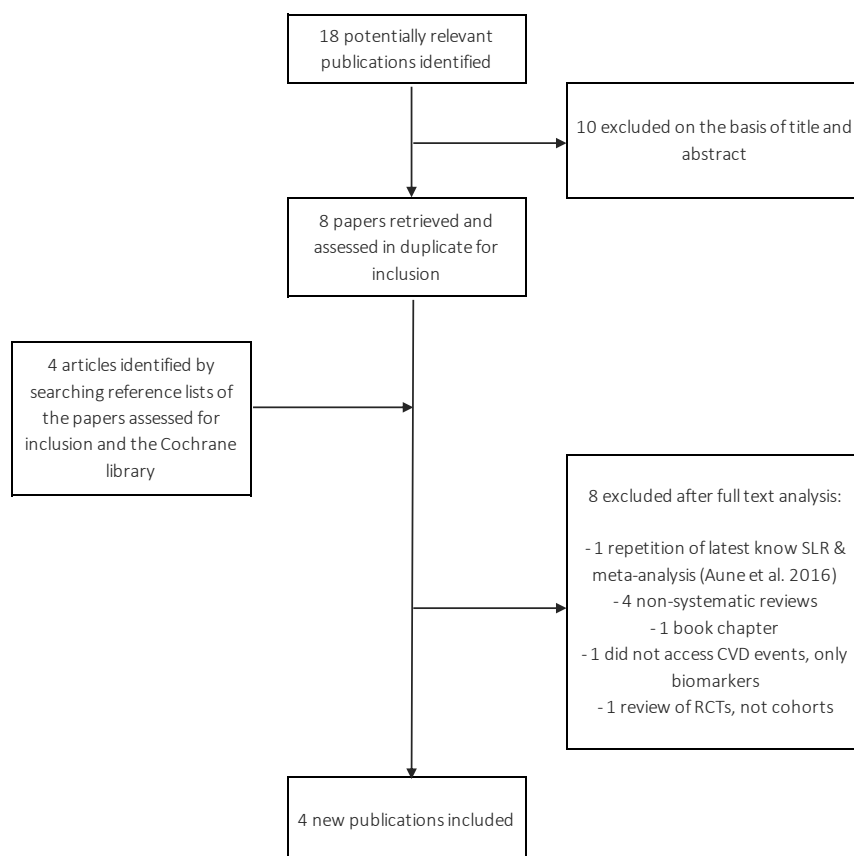 18 potentially relevant
publications identified
10 excluded on the basis of title and
abstract
8 papers retrieved and
assessed in duplicate for
inclusion
4 articles identified by
searching reference lists of
the papers assessed for
inclusion and the Cochrane
library
8 excluded after full text analysis:
- 1 repetition of latest know SLR &
meta-analysis (Aune et al. 2016)
- 4 non-systematic reviews
- 1 book chapter
- 1 did not access CVD events, only
biomarkers
- 1 review of RCTs, not cohorts
4 new publications included